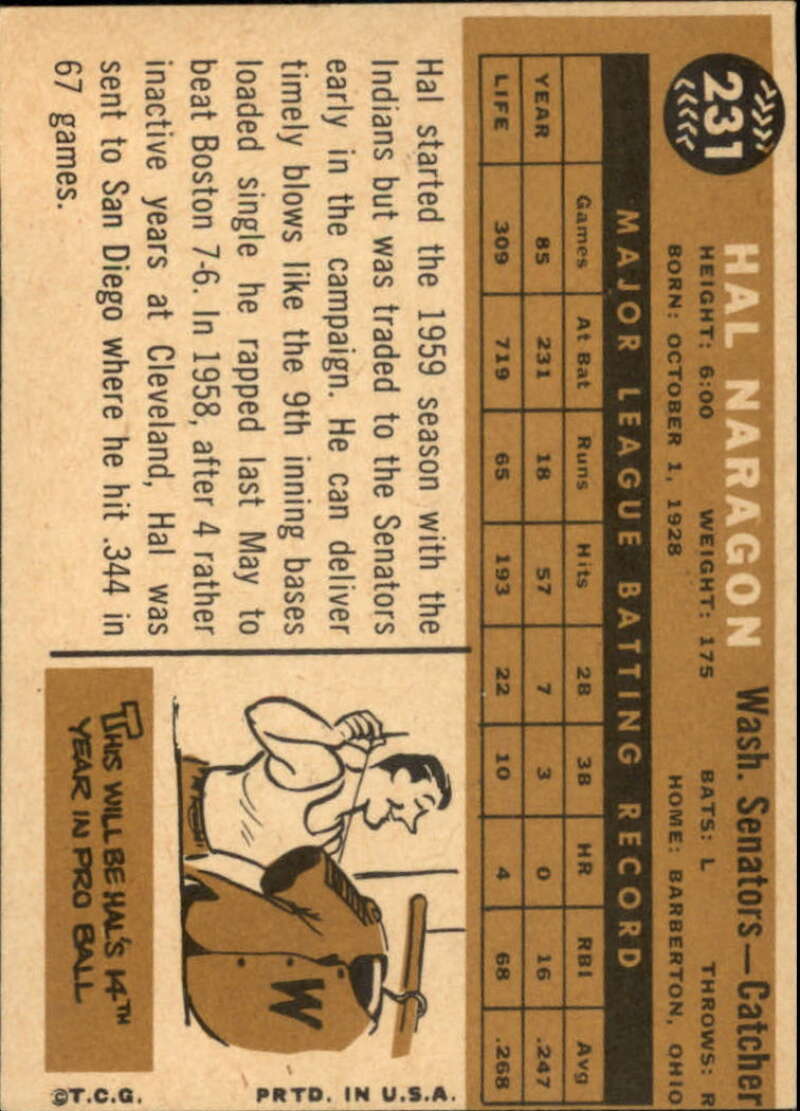 231
HAL NARAGON Wash. Senators—Catcher
HEIGHT: 6:00 WEIGHT: 175 BATS: L THROWS: R
BORN: OCTOBER 1, 1928 HOME: BARBERTON, OHIO
MAJOR LEAGUE BATTING RECORD
Games At Bat Runs Hits 2B 3B HR RBI Avg
YEAR 85 231 18 57 7 3 0 16 .247
LIFE 309 719 65 193 22 10 4 68 .268
Hal started the 1959 season with the
Indians but was traded to the Senators
early in the campaign. He can deliver
timely blows like the 9th inning bases
loaded single he rapped last May to
beat Boston 7-6. In 1958, after 4 rather
inactive years at Cleveland, Hal was
sent to San Diego where he hit .344 in
67 games.
W
THIS WILL BE HAL'S 14TH
YEAR IN PRO BALL
©T.C.G. PRTD. IN U.S.A.